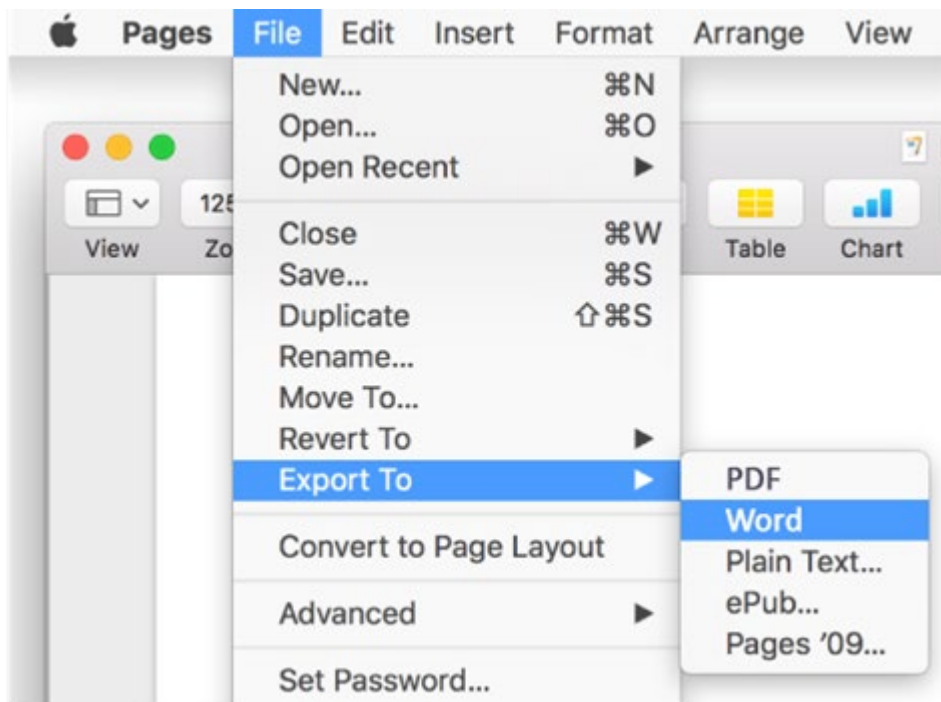 Pages File Edit Insert Format Arrange View
New... ⌘N
Open... ⌘O
Open Recent ▶
125
View Zo Table Chart
Close ⌘W
Save... ⌘S
Duplicate ⇧⌘S
Rename...
Move To...
Revert To ▶
Export To ▶
PDF
Word
Plain Text...
ePub...
Pages ’09...
Convert to Page Layout
Advanced ▶
Set Password...